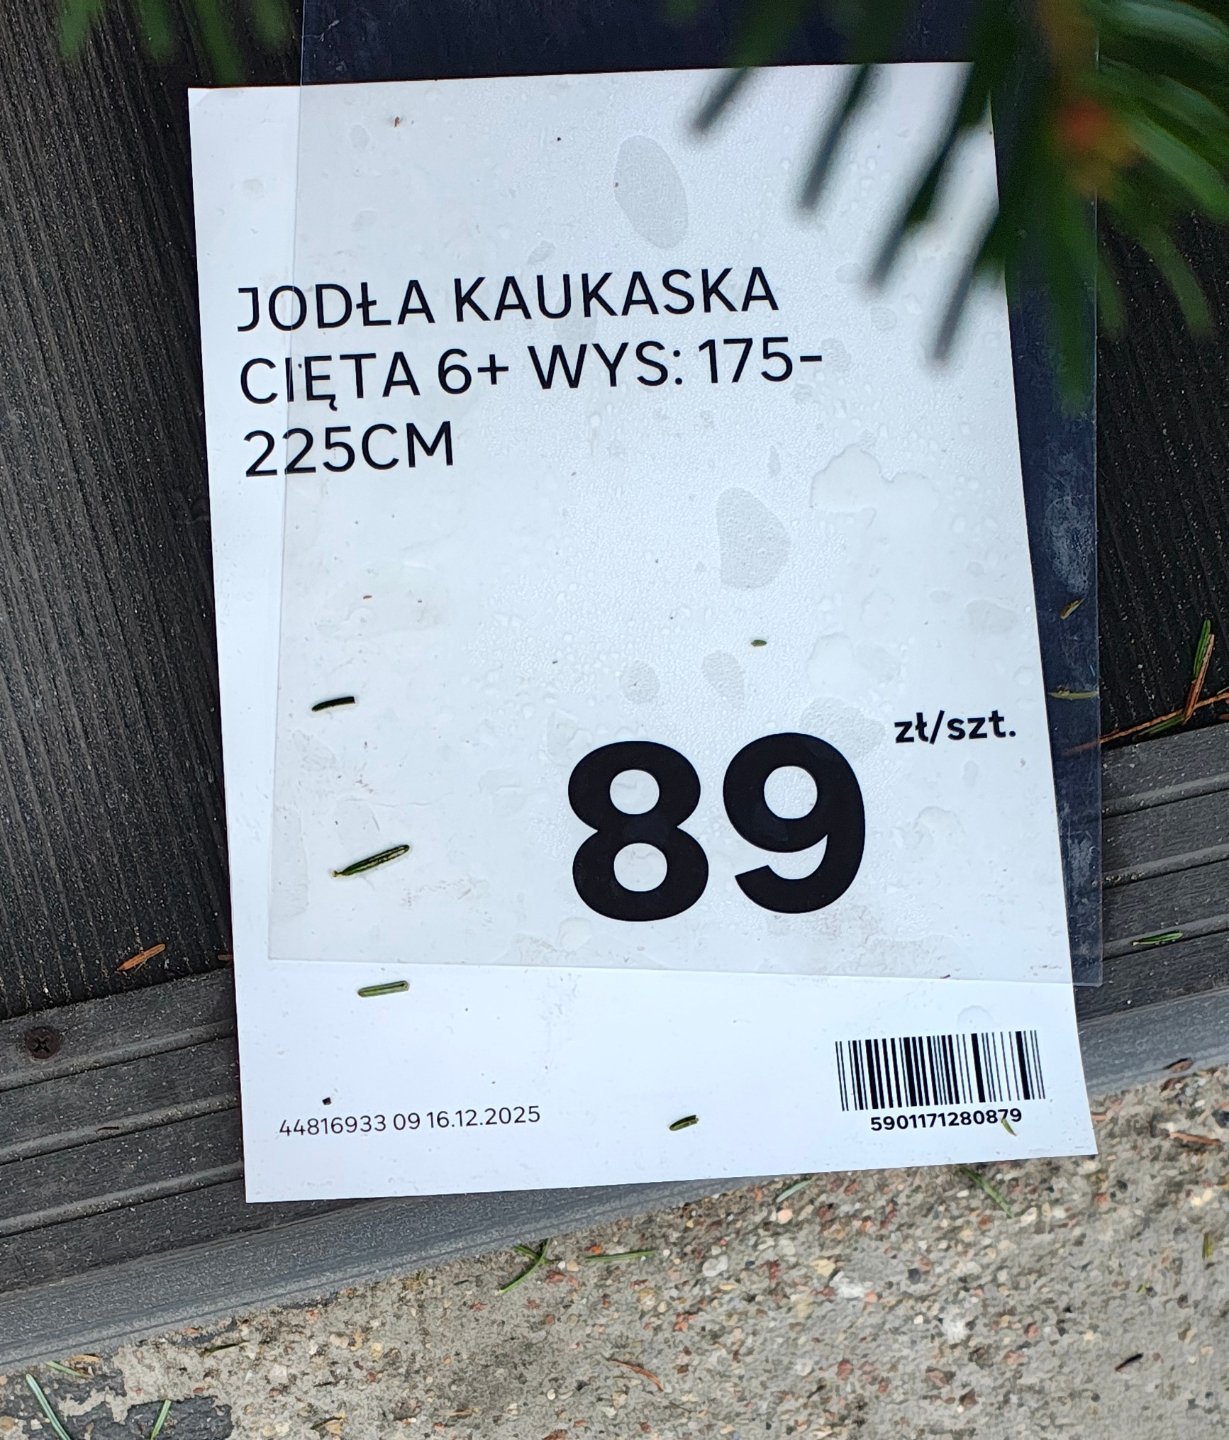 JODŁA KAUKASKA
CIĘTA 6+ WYS: 175-
225CM
zł/szt.
89
44816933 09 16.12.2025
5901171280879